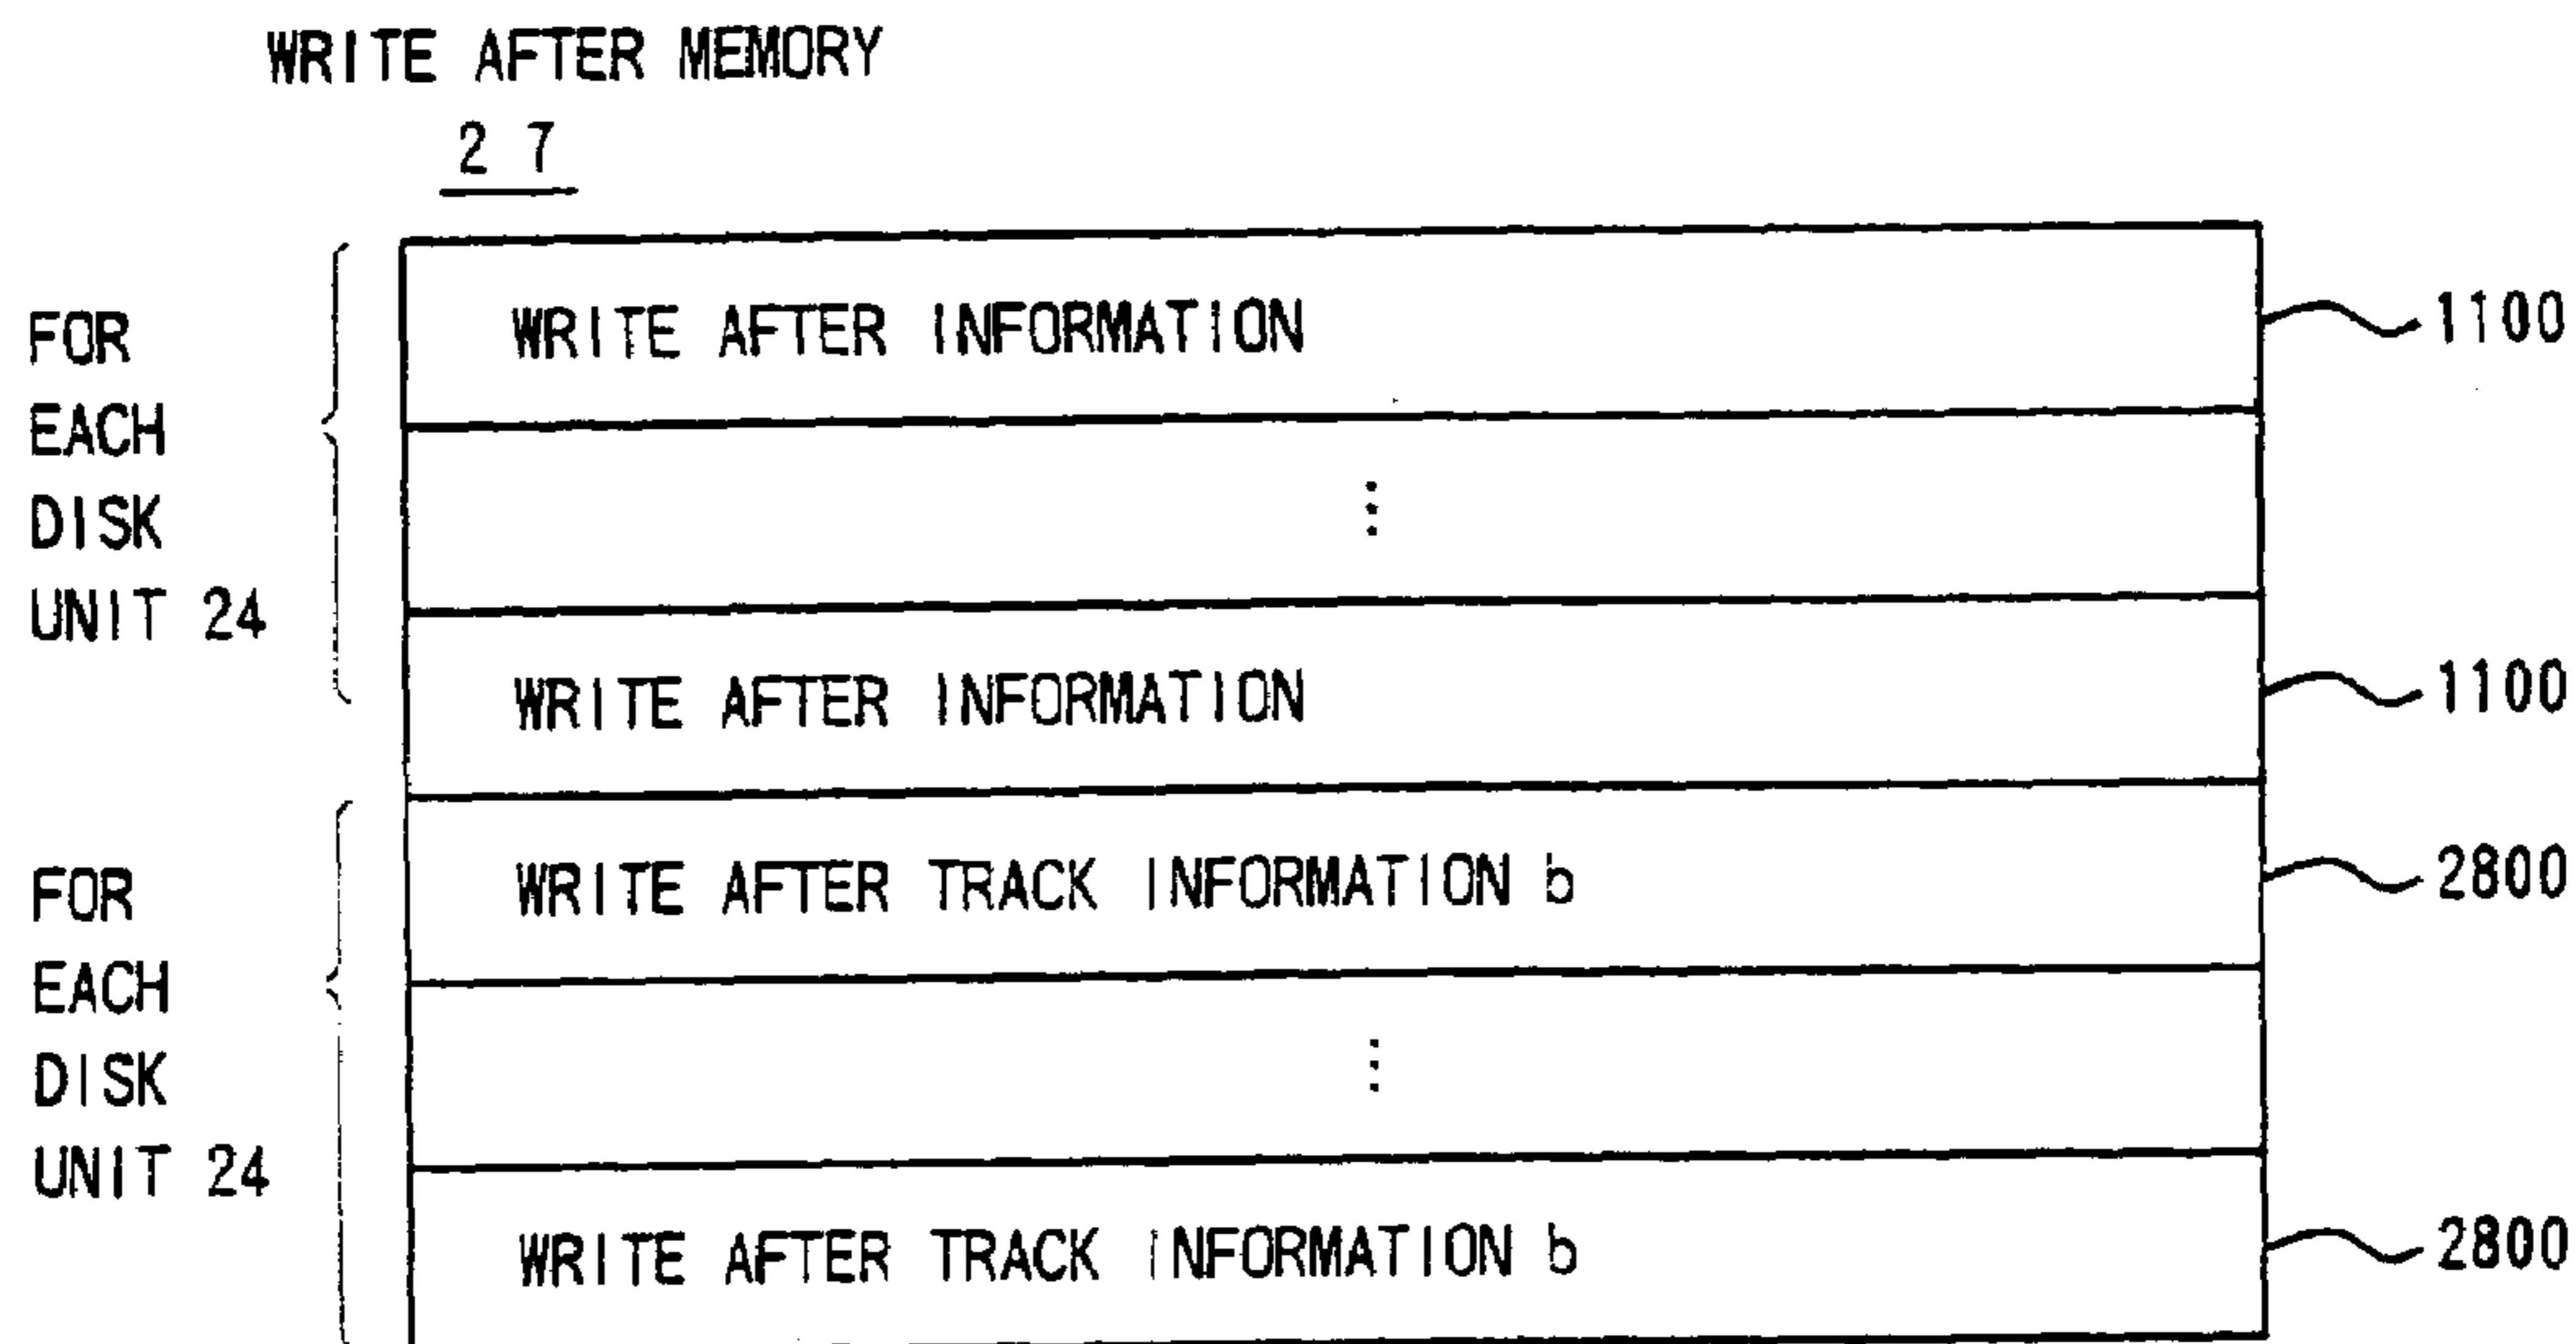 WRITE AFTER MEMORY
27
FOR
EACH
DISK
UNIT 24
WRITE AFTER INFORMATION
1100
⋮
WRITE AFTER INFORMATION
1100
FOR
EACH
DISK
UNIT 24
WRITE AFTER TRACK INFORMATION b
2800
⋮
WRITE AFTER TRACK INFORMATION b
2800